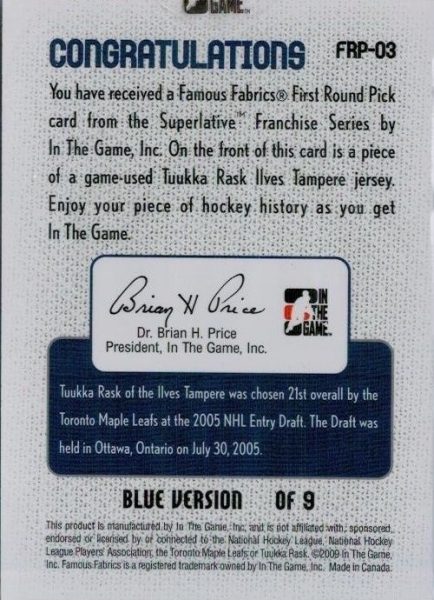 GAME™
CONGRATULATIONS FRP-03
You have received a Famous Fabrics® First Round Pick
card from the Superlative™ Franchise Series by
In The Game, Inc. On the front of this card is a piece
of a game-used Tuukka Rask Ilves Tampere jersey.
Enjoy your piece of hockey history as you get
In The Game.
Brian H Price
IN
THE
GAME™
Dr. Brian H. Price
President, In The Game, Inc.
Tuukka Rask of the Ilves Tampere was chosen 21st overall by the
Toronto Maple Leafs at the 2005 NHL Entry Draft. The Draft was
held in Ottawa, Ontario on July 30, 2005.
BLUE VERSION OF 9
This product is manufactured by In The Game, Inc. and is not affiliated with, sponsored,
endorsed or licensed by or connected to the National Hockey League, National Hockey
League Players' Association, the Toronto Maple Leafs or Tuukka Rask. ©2009 In The Game,
Inc. Famous Fabrics is a registered trademark owned by In The Game, Inc. Made in Canada.